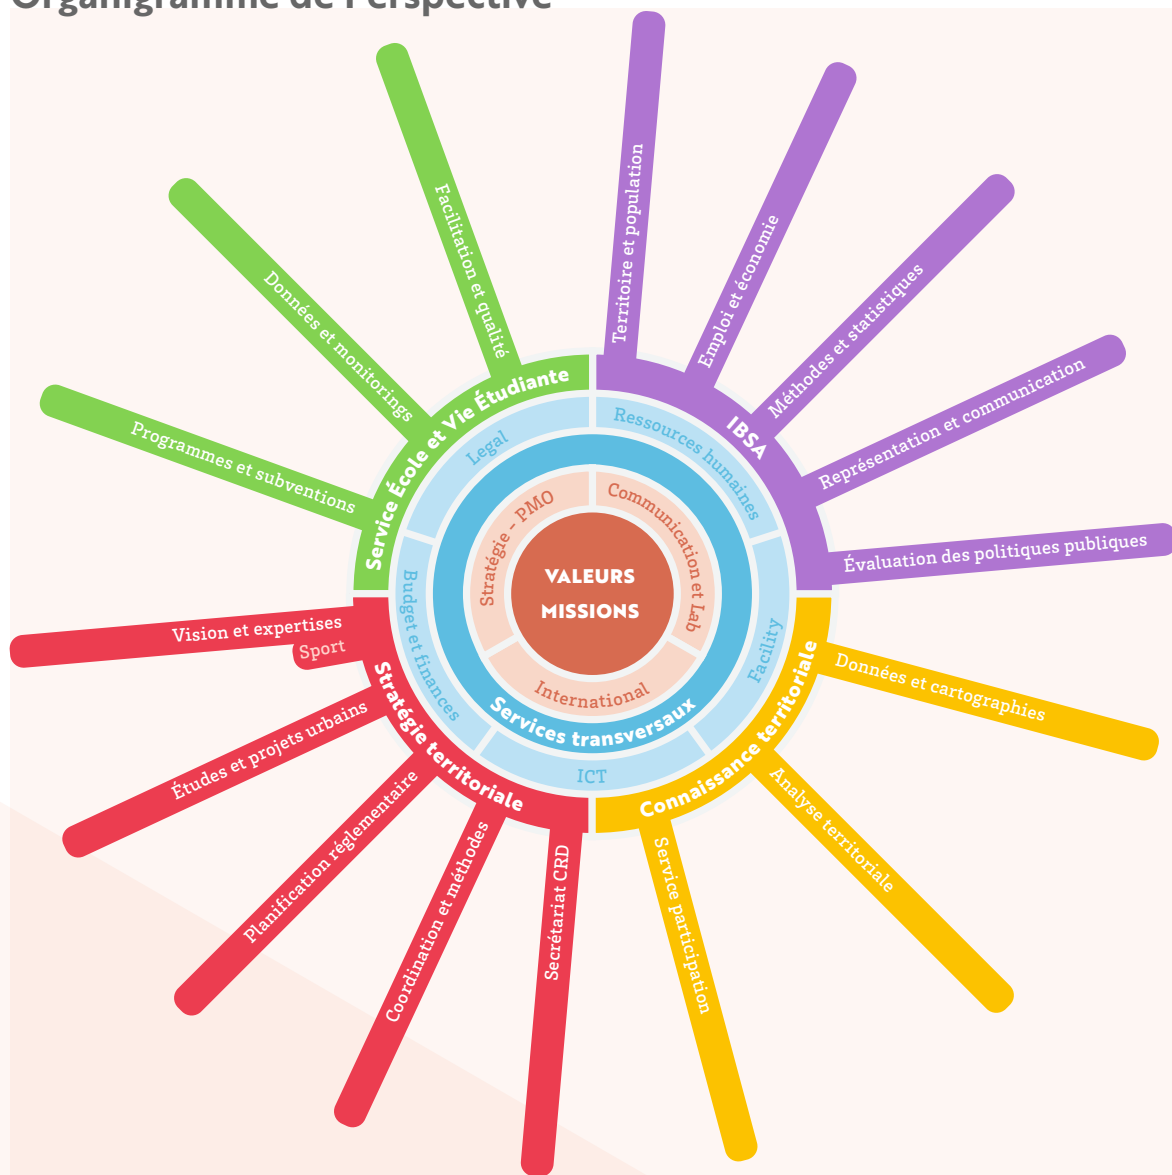 Organigramme de Perspective
Facilitation et qualité
Données et monitorings
Programmes et subventions
Service École et Vie Étudiante
Territoire et population
Emploi et économie
Méthodes et statistiques
Représentation et communication
Évaluation des politiques publiques
IBSA
Legal
Ressources humaines
Budget et finances
Facility
ICT
Services transversaux
Stratégie - PMO
Communication et Lab
International
VALEURS
MISSIONS
Vision et expertises
Sport
Études et projets urbains
Planification réglementaire
Coordination et méthodes
Secrétariat CRD
Stratégie territoriale
Données et cartographies
Analyse territoriale
Service participation
Connaissance territoriale